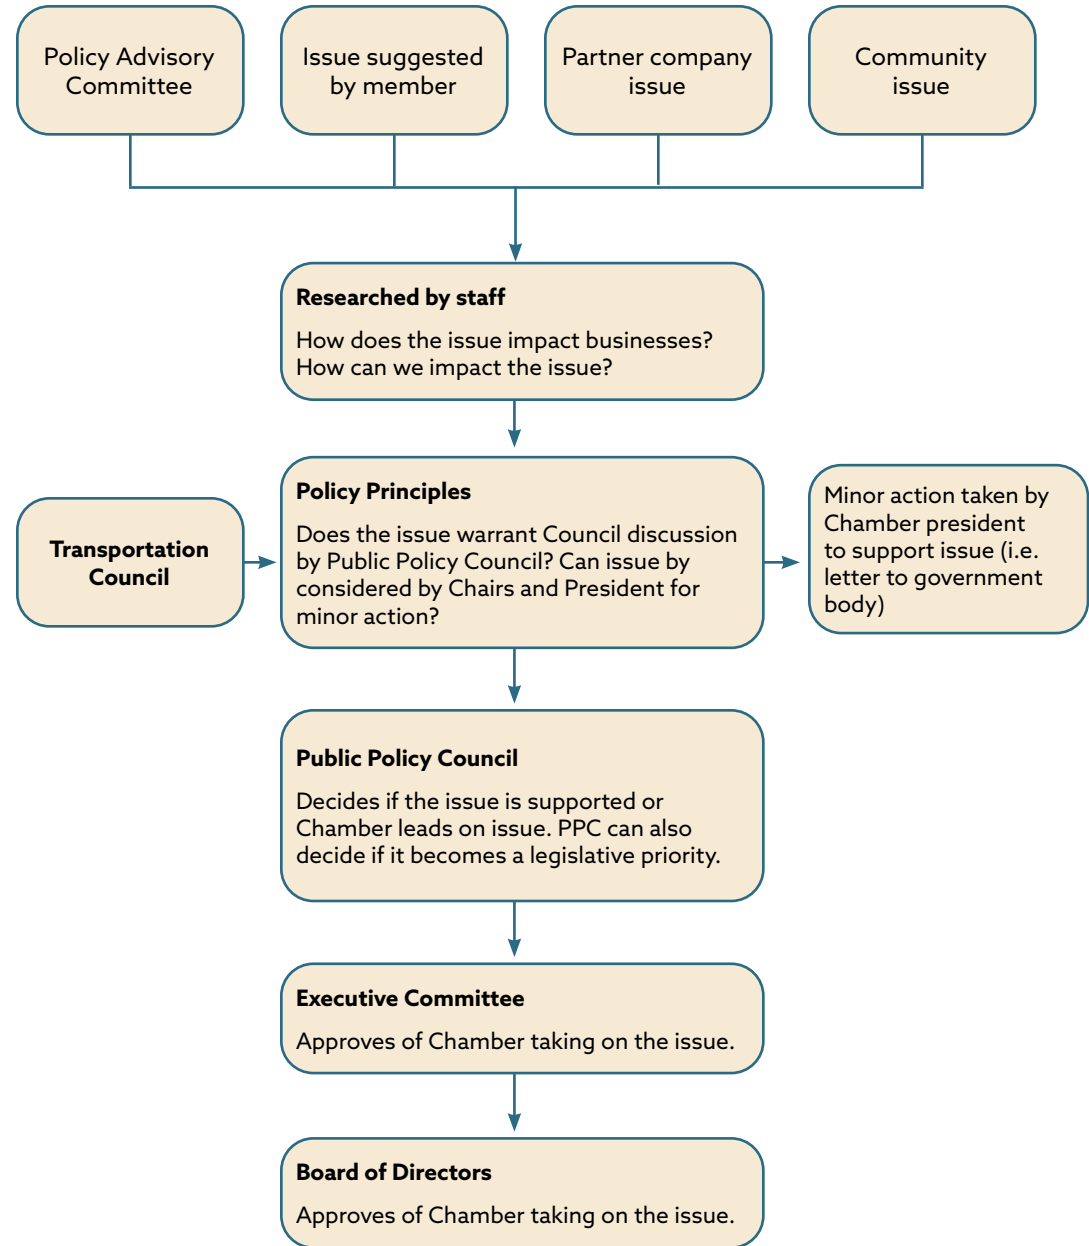 Policy Advisory
Committee
Issue suggested
by member
Partner company
issue
Community
issue
Researched by staff
How does the issue impact businesses?
How can we impact the issue?
Transportation
Council
Policy Principles
Does the issue warrant Council discussion
by Public Policy Council? Can issue by
considered by Chairs and President for
minor action?
Minor action taken by
Chamber president
to support issue (i.e.
letter to government
body)
Public Policy Council
Decides if the issue is supported or
Chamber leads on issue. PPC can also
decide if it becomes a legislative priority.
Executive Committee
Approves of Chamber taking on the issue.
Board of Directors
Approves of Chamber taking on the issue.